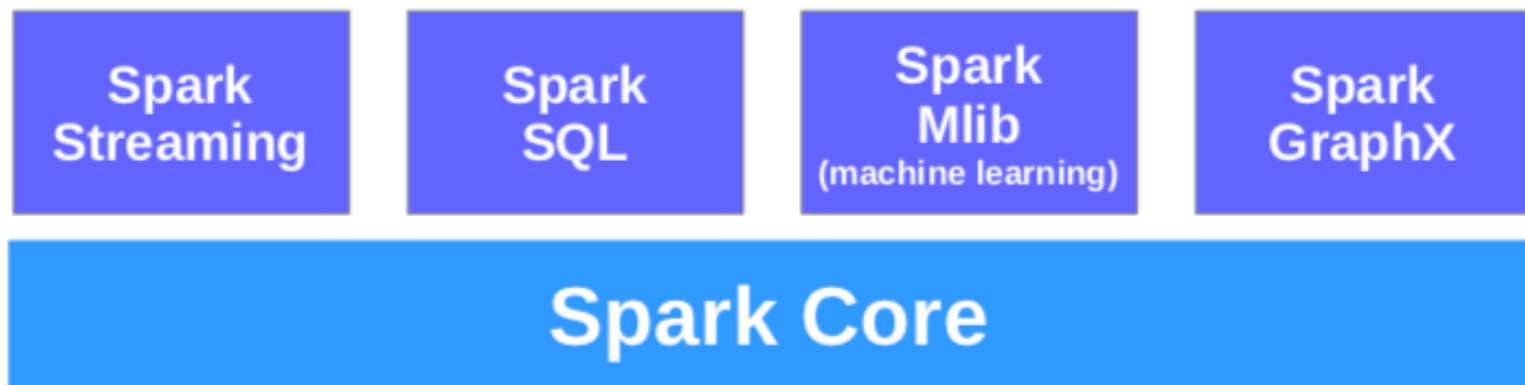 Spark
Streaming
Spark
SQL
Spark
Mlib
(machine learning)
Spark
GraphX
Spark Core